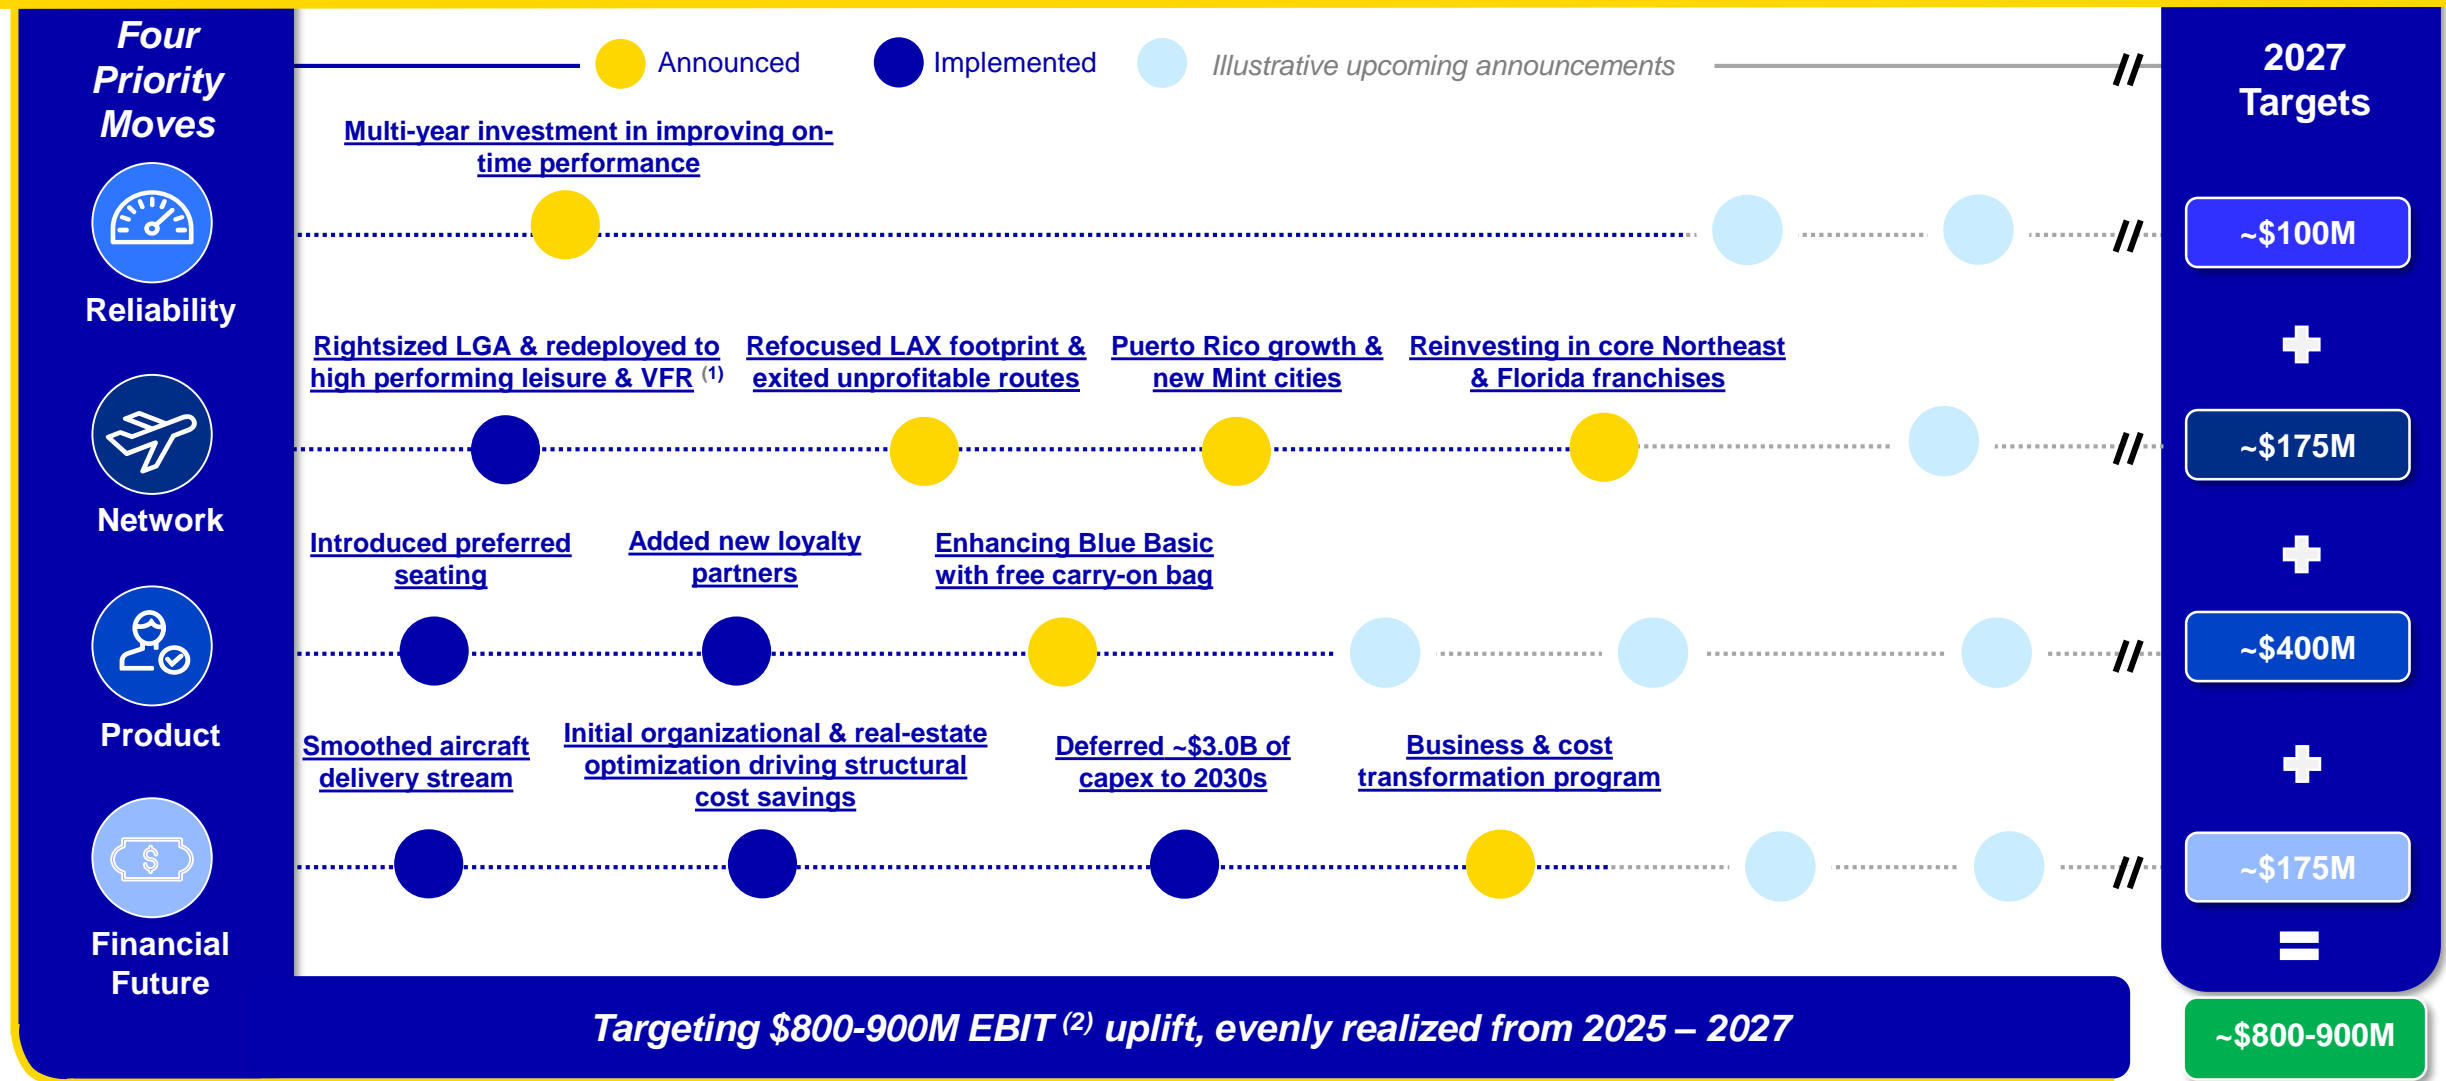 Four
Priority
Moves
Announced
Implemented
Illustrative upcoming announcements
2027
Targets
Multi-year investment in improving on-
time performance
Reliability
~$100M
Rightsized LGA & redeployed to
high performing leisure & VFR (1)
Refocused LAX footprint &
exited unprofitable routes
Puerto Rico growth &
new Mint cities
Reinvesting in core Northeast
& Florida franchises
Network
~$175M
Introduced preferred
seating
Added new loyalty
partners
Enhancing Blue Basic
with free carry-on bag
Product
~$400M
Smoothed aircraft
delivery stream
Initial organizational & real-estate
optimization driving structural
cost savings
Deferred ~$3.0B of
capex to 2030s
Business & cost
transformation program
$
Financial
Future
~$175M
Targeting $800-900M EBIT (2) uplift, evenly realized from 2025 – 2027
~$800-900M